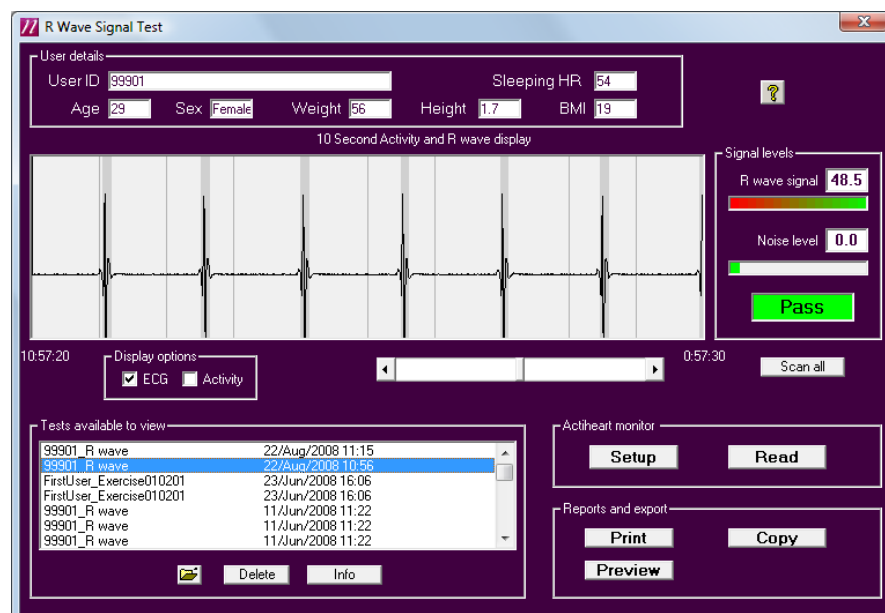 R Wave Signal Test
User details
User ID 99901 Sleeping HR 54
Age 29 Sex Female Weight 56 Height 1.7 BMI 19
?
10 Second Activity and R wave display
Signal levels
R wave signal 48.5
Noise level 0.0
Pass
10:57:20 0:57:30
Display options
ECG Activity
Scan all
Tests available to view
99901_R wave 22/Aug/2008 11:15
99901_R wave 22/Aug/2008 10:56
FirstUser_Exercise010201 23/Jun/2008 16:06
FirstUser_Exercise010201 23/Jun/2008 16:06
99901_R wave 11/Jun/2008 11:22
99901_R wave 11/Jun/2008 11:22
99901_R wave 11/Jun/2008 11:22
Delete Info
Actiheart monitor
Setup Read
Reports and export
Print Copy
Preview